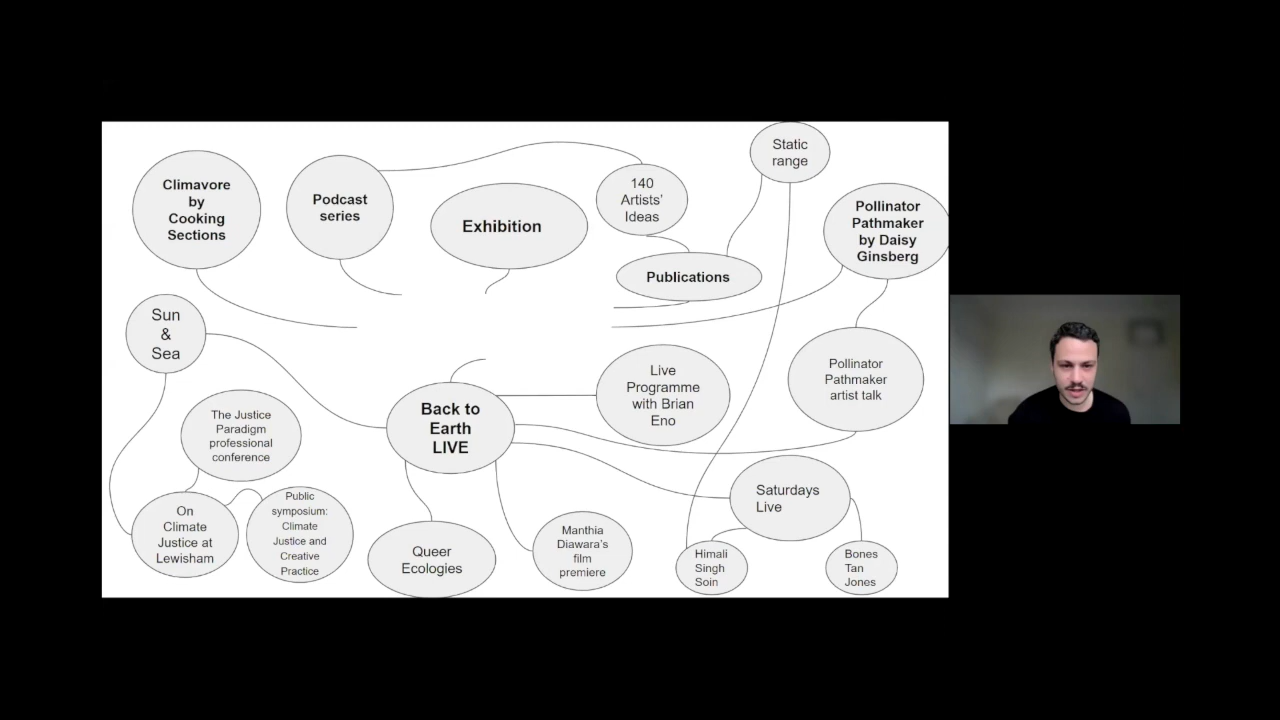 Climavore
by
Cooking
Sections
Podcast
series
Exhibition
140
Artists'
Ideas
Static
range
Publications
Pollinator
Pathmaker
by Daisy
Ginsberg
Sun
&
Sea
The Justice
Paradigm
professional
conference
Back to
Earth
LIVE
Live
Programme
with Brian
Eno
Pollinator
Pathmaker
artist talk
On
Climate
Justice at
Lewisham
Public
symposium:
Climate
Justice and
Creative
Practice
Queer
Ecologies
Manthia
Diawara's
film
premiere
Saturdays
Live
Himali
Singh
Soin
Bones
Tan
Jones